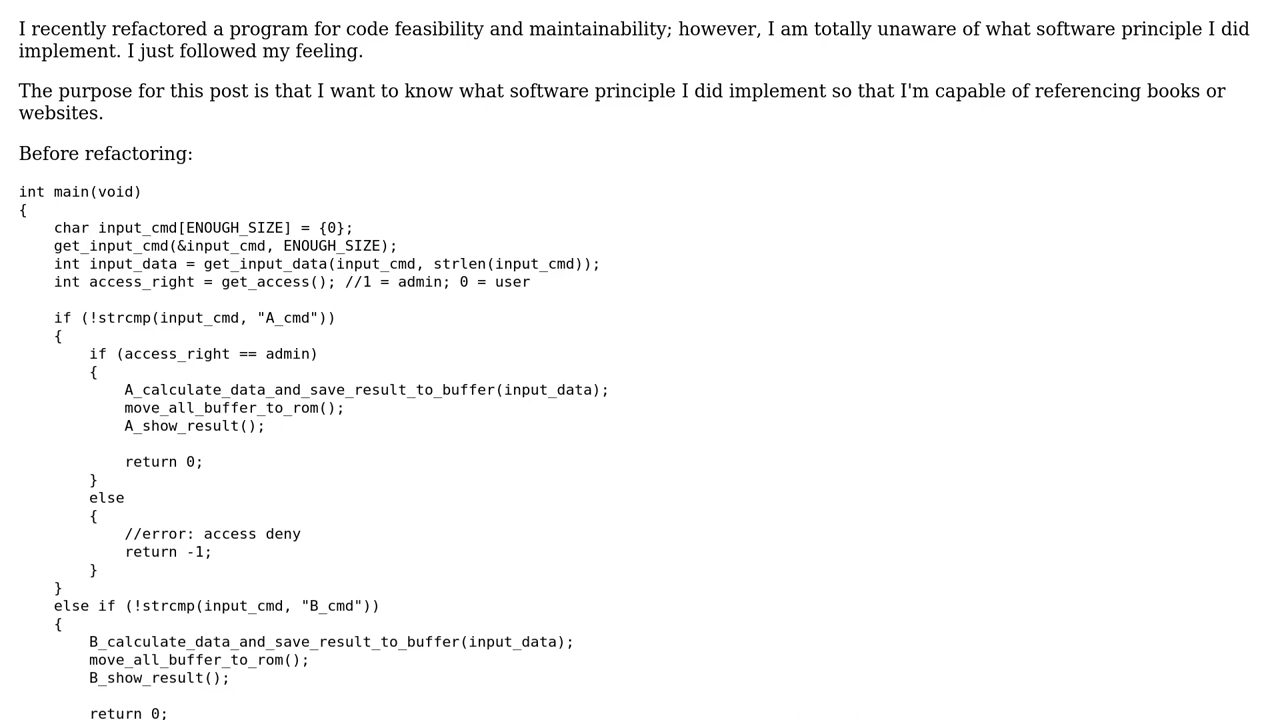 I recently refactored a program for code feasibility and maintainability; however, I am totally unaware of what software principle I did
implement. I just followed my feeling.
The purpose for this post is that I want to know what software principle I did implement so that I'm capable of referencing books or
websites.
Before refactoring:
int main(void)
{
    char input_cmd[ENOUGH_SIZE] = {0};
    get_input_cmd(&input_cmd, ENOUGH_SIZE);
    int input_data = get_input_data(input_cmd, strlen(input_cmd));
    int access_right = get_access(); //1 = admin; 0 = user
    if (!strcmp(input_cmd, "A_cmd"))
    {
        if (access_right == admin)
        {
            A_calculate_data_and_save_result_to_buffer(input_data);
            move_all_buffer_to_rom();
            A_show_result();
            return 0;
        }
        else
        {
            //error: access deny
            return -1;
        }
    }
    else if (!strcmp(input_cmd, "B_cmd"))
    {
        B_calculate_data_and_save_result_to_buffer(input_data);
        move_all_buffer_to_rom();
        B_show_result();
        return 0;